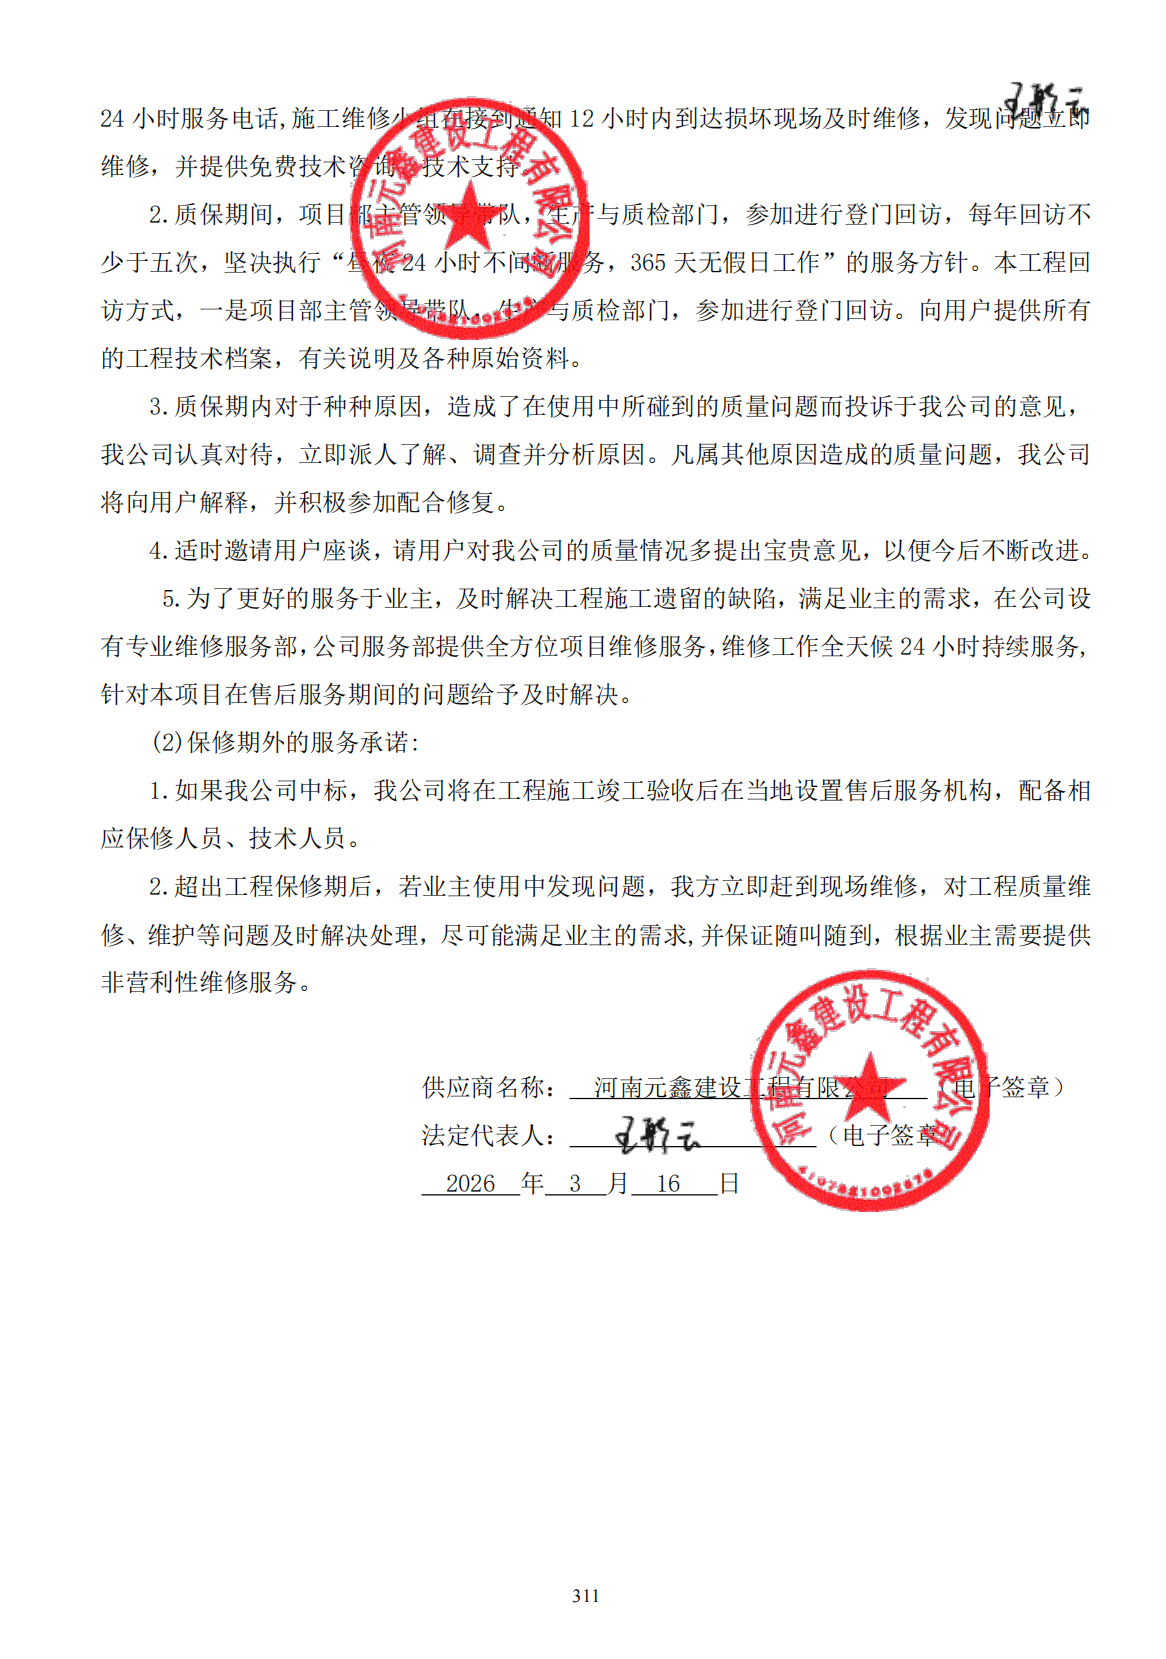 24 小时服务电话,施工维修小组在接到通知 12 小时内到达损坏现场及时维修，发现问题立即
维修，并提供免费技术咨询、技术支持。
2.质保期间，项目部主管领导带队，生产与质检部门，参加进行登门回访，每年回访不
少于五次，坚决执行“昼夜 24 小时不间断服务，365 天无假日工作”的服务方针。本工程回
访方式，一是项目部主管领导带队，生产与质检部门，参加进行登门回访。向用户提供所有
的工程技术档案，有关说明及各种原始资料。
3.质保期内对于种种原因，造成了在使用中所碰到的质量问题而投诉于我公司的意见，
我公司认真对待，立即派人了解、调查并分析原因。凡属其他原因造成的质量问题，我公司
将向用户解释，并积极参加配合修复。
4.适时邀请用户座谈，请用户对我公司的质量情况多提出宝贵意见，以便今后不断改进。
5.为了更好的服务于业主，及时解决工程施工遗留的缺陷，满足业主的需求，在公司设
有专业维修服务部,公司服务部提供全方位项目维修服务,维修工作全天候 24 小时持续服务,
针对本项目在售后服务期间的问题给予及时解决。
(2)保修期外的服务承诺:
1.如果我公司中标，我公司将在工程施工竣工验收后在当地设置售后服务机构，配备相
应保修人员、技术人员。
2.超出工程保修期后，若业主使用中发现问题，我方立即赶到现场维修，对工程质量维
修、维护等问题及时解决处理，尽可能满足业主的需求,并保证随叫随到，根据业主需要提供
非营利性维修服务。
河南元鑫建设工程有限公司
供应商名称： 河南元鑫建设工程有限公司 （电子签章）
法定代表人： （电子签章
2026 年 3 月 16 日
河南元鑫建设工程有限公司
311